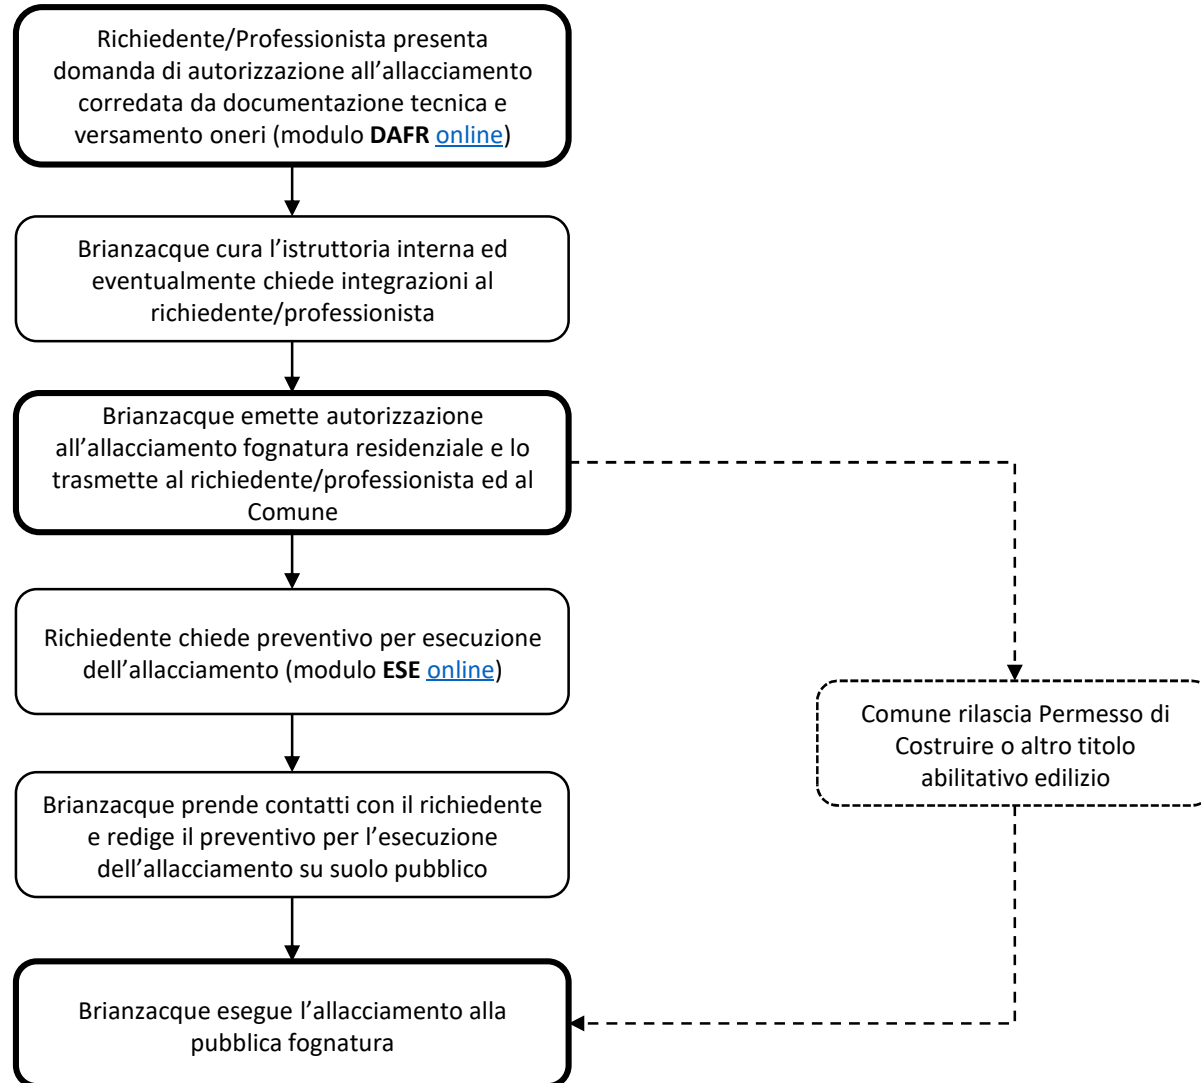 Richiedente/Professionista presenta
domanda di autorizzazione all’allacciamento
corredata da documentazione tecnica e
versamento oneri (modulo DAFR online)
Brianzacque cura l’istruttoria interna ed
eventualmente chiede integrazioni al
richiedente/professionista
Brianzacque emette autorizzazione
all’allacciamento fognatura residenziale e lo
trasmette al richiedente/professionista ed al
Comune
Richiedente chiede preventivo per esecuzione
dell’allacciamento (modulo ESE online)
Comune rilascia Permesso di
Costruire o altro titolo
abilitativo edilizio
Brianzacque prende contatti con il richiedente
e redige il preventivo per l’esecuzione
dell’allacciamento su suolo pubblico
Brianzacque esegue l’allacciamento alla
pubblica fognatura